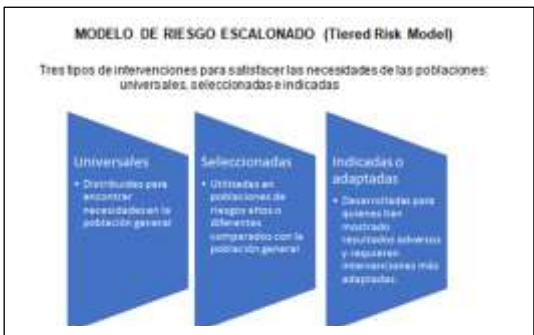 MODELO DE RIESGO ESCALONADO (Tiered Risk Model)
Tres tipos de intervenciones para satisfacer las necesidades de las poblaciones:
universales, seleccionadas e indicadas
Universales
• Distribuidas para
encontrar
necesidades en la
población general
Seleccionadas
• Utilizadas en
poblaciones de
riesgos altos o
diferentes
comparados con la
población general
Indicadas o
adaptadas
• Desarrolladas para
quienes han
mostrado
resultados adversos
y requieren
intervenciones más
adaptadas.